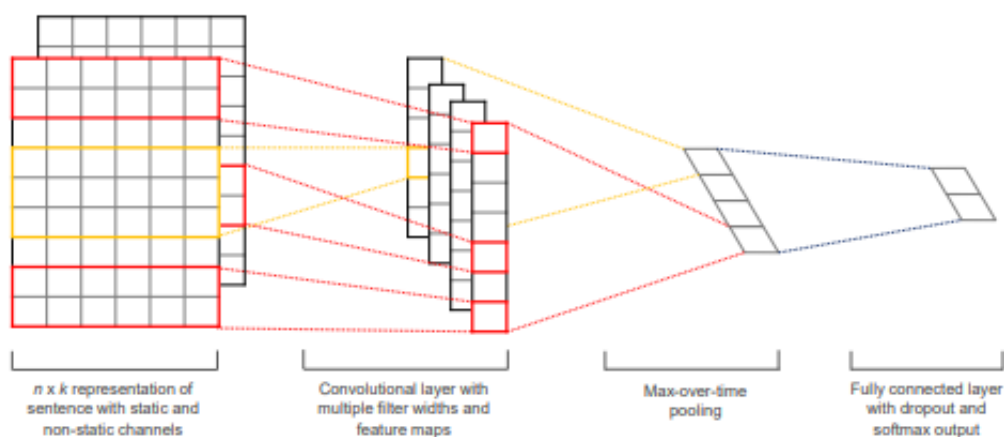 n x k representation of
sentence with static and
non-static channels
Convolutional layer with
multiple filter widths and
feature maps
Max-over-time
pooling
Fully connected layer
with dropout and
softmax output